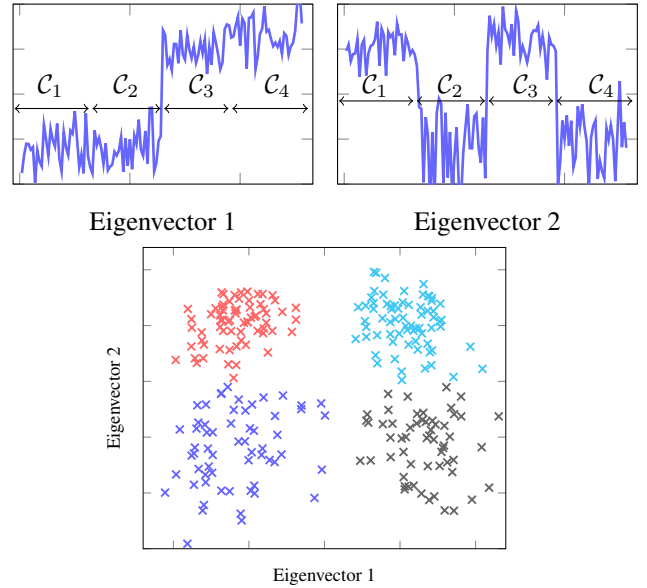 C₁ C₂ C₃ C₄
C₁ C₂ C₃ C₄
Eigenvector 1
Eigenvector 2
Eigenvector 2
Eigenvector 1